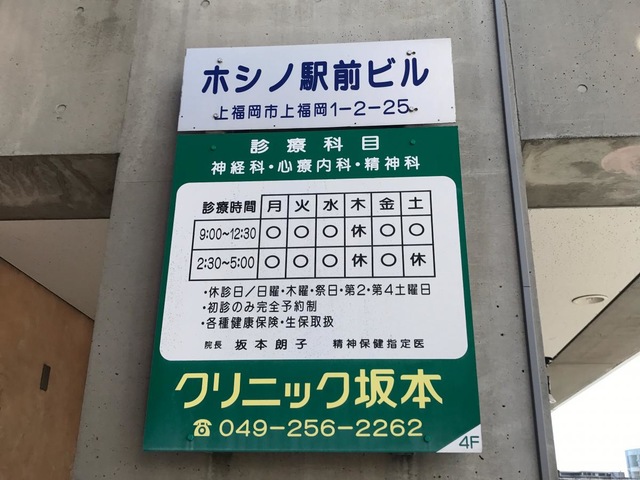 ホシノ駅前ビル
上福岡市上福岡1-2-25
診療科目
神経科・心療内科・精神科
診療時間 月 火 水 木 金 土
9:00~12:30 〇 〇 〇 休 〇 〇
2:30~5:00 〇 〇 〇 休 〇 休
・休診日/日曜・木曜・祭日・第2・第4土曜日
・初診のみ完全予約制
・各種健康保険・生保取扱
院長 坂本朗子 精神保健指定医
クリニック坂本
☎049-256-2262
4F